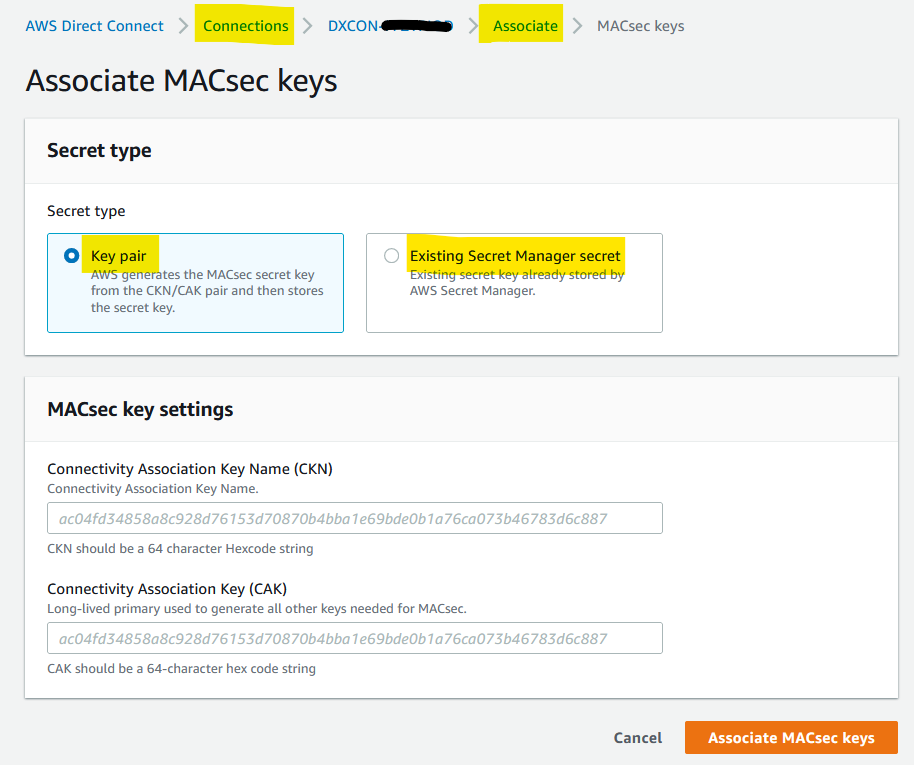 AWS Direct Connect > Connections > DXCON- > Associate > MACsec keys
Associate MACsec keys
Secret type
Secret type
Key pair
AWS generates the MACsec secret key
from the CKN/CAK pair and then stores
the secret key.
Existing Secret Manager secret
Existing secret key already stored by
AWS Secret Manager.
MACsec key settings
Connectivity Association Key Name (CKN)
Connectivity Association Key Name.
ac04fd34858a8c928d76153d70870b4bba1e69bde0b1a76ca073b46783d6c887
CKN should be a 64 character Hexcode string
Connectivity Association Key (CAK)
Long-lived primary used to generate all other keys needed for MACsec.
ac04fd34858a8c928d76153d70870b4bba1e69bde0b1a76ca073b46783d6c887
CAK should be a 64-character hex code string
Cancel
Associate MACsec keys